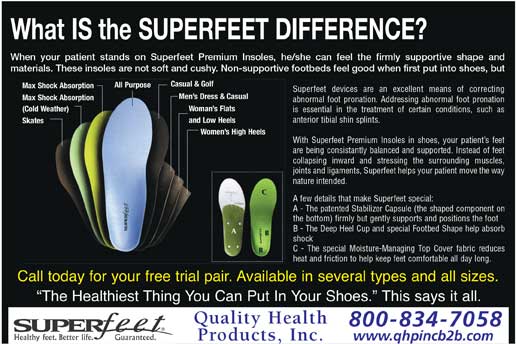 What IS the SUPERFEET DIFFERENCE?
When your patient stands on Superfeet Premium Insoles, he/she can feel the firmly supportive shape and
materials. These insoles are not soft and cushy. Non-supportive footbeds feel good when first put into shoes, but
Max Shock Absorption
Max Shock Absorption
(Cold Weather)
Skates
All Purpose
Casual & Golf
Men's Dress & Casual
Woman's Flats
and Low Heels
Women's High Heels
A
B
C
Superfeet devices are an excellent means of correcting
abnormal foot pronation. Addressing abnormal foot pronation
is essential in the treatment of certain conditions, such as
anterior tibial shin splints.
With Superfeet Premium Insoles in shoes, your patient's feet
are being consistantly balanced and supported. Instead of feet
collapsing inward and stressing the surrounding muscles,
joints and ligaments, Superfeet helps your patient move the way
nature intended.
A few details that make Superfeet special:
A - The patented Stabilizer Capsule (the shaped component on
the bottom) firmly but gently supports and positions the foot
B - The Deep Heel Cup and special Footbed Shape help absorb
shock
C - The special Moisture-Managing Top Cover fabric reduces
heat and friction to help keep feet comfortable all day long.
Call today for your free trial pair. Available in several types and all sizes.
"The Healthiest Thing You Can Put In Your Shoes." This says it all.
SUPERfeet®
Healthy feet. Better life. Guaranteed.
Quality Health
Products, Inc.
800-834-7058
www.qhpincb2b.com